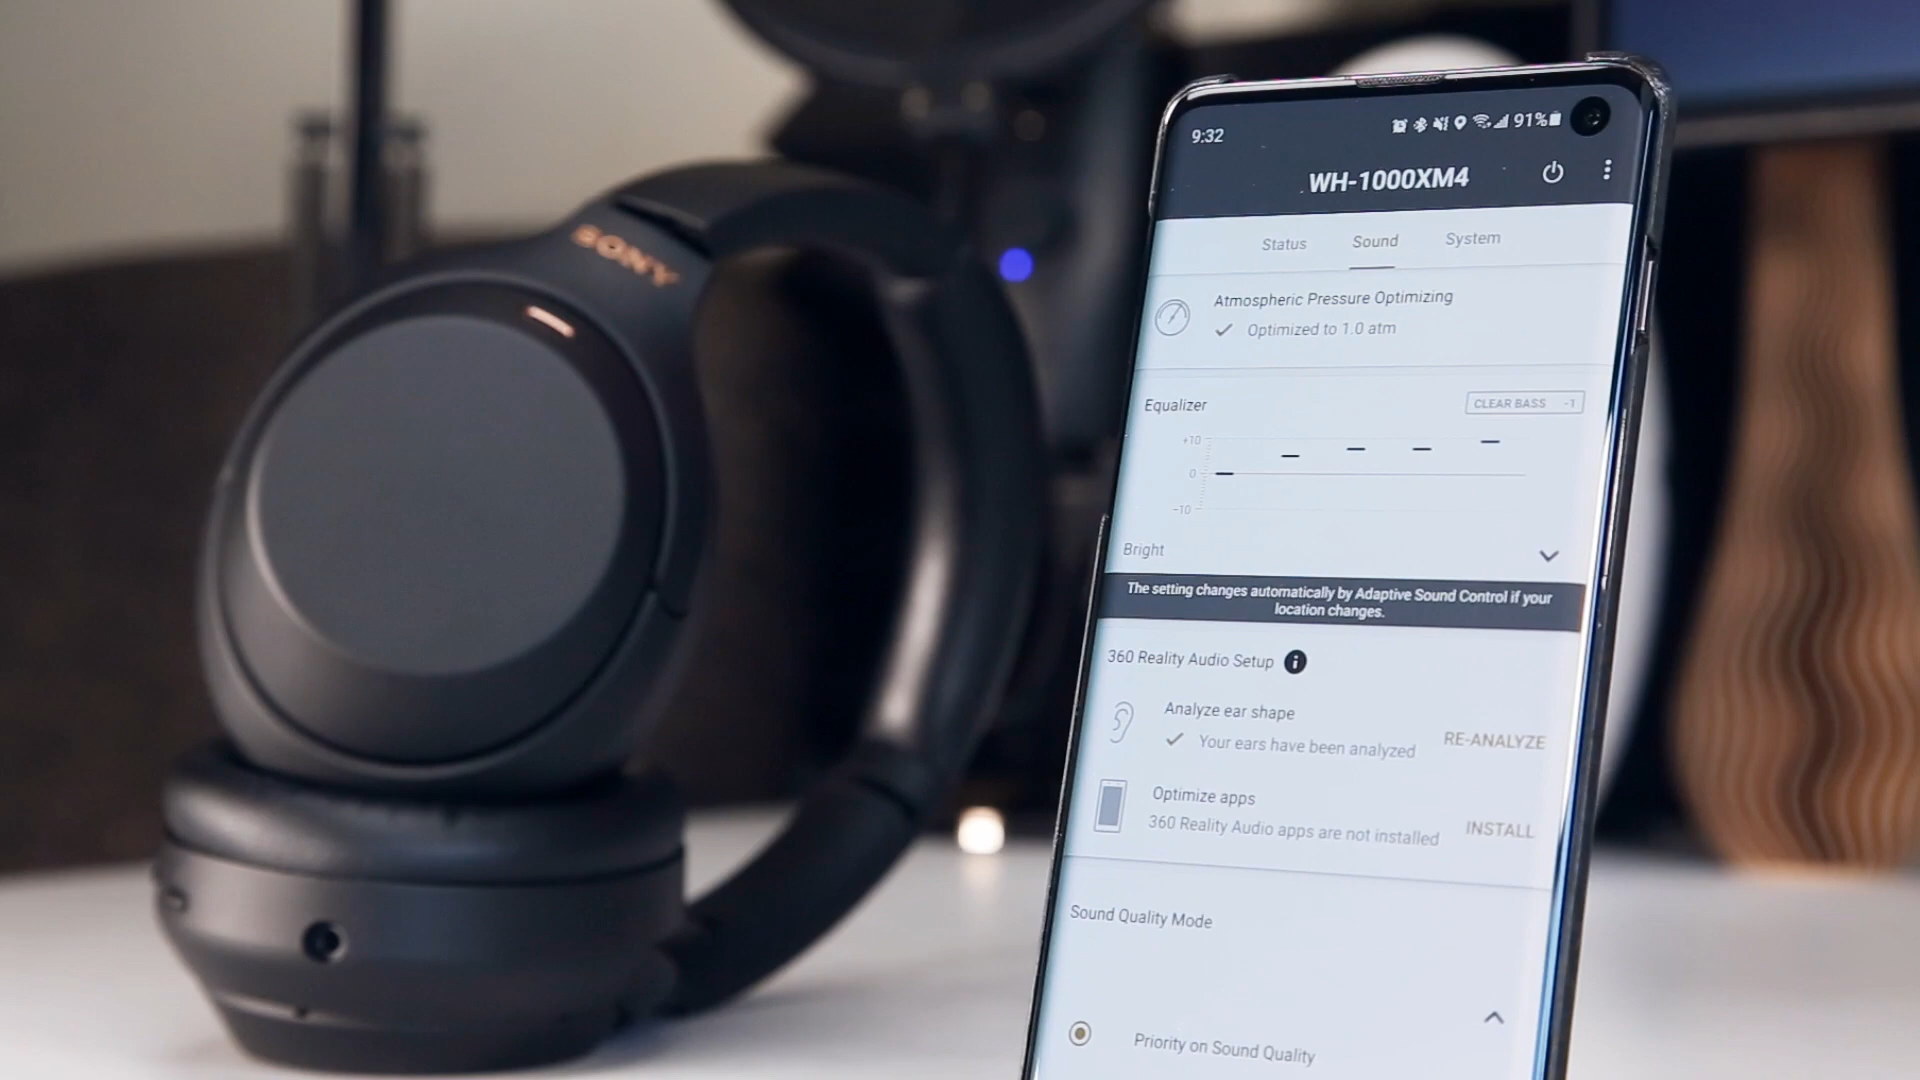 SONY
9:32
91%
WH-1000XM4
Status Sound System
Atmospheric Pressure Optimizing
Optimized to 1.0 atm
Equalizer
CLEAR BASS -1
+10
0
-10
Bright
The setting changes automatically by Adaptive Sound Control if your
location changes.
360 Reality Audio Setup i
Analyze ear shape
Your ears have been analyzed
RE-ANALYZE
Optimize apps
360 Reality Audio apps are not installed
INSTALL
Sound Quality Mode
Priority on Sound Quality